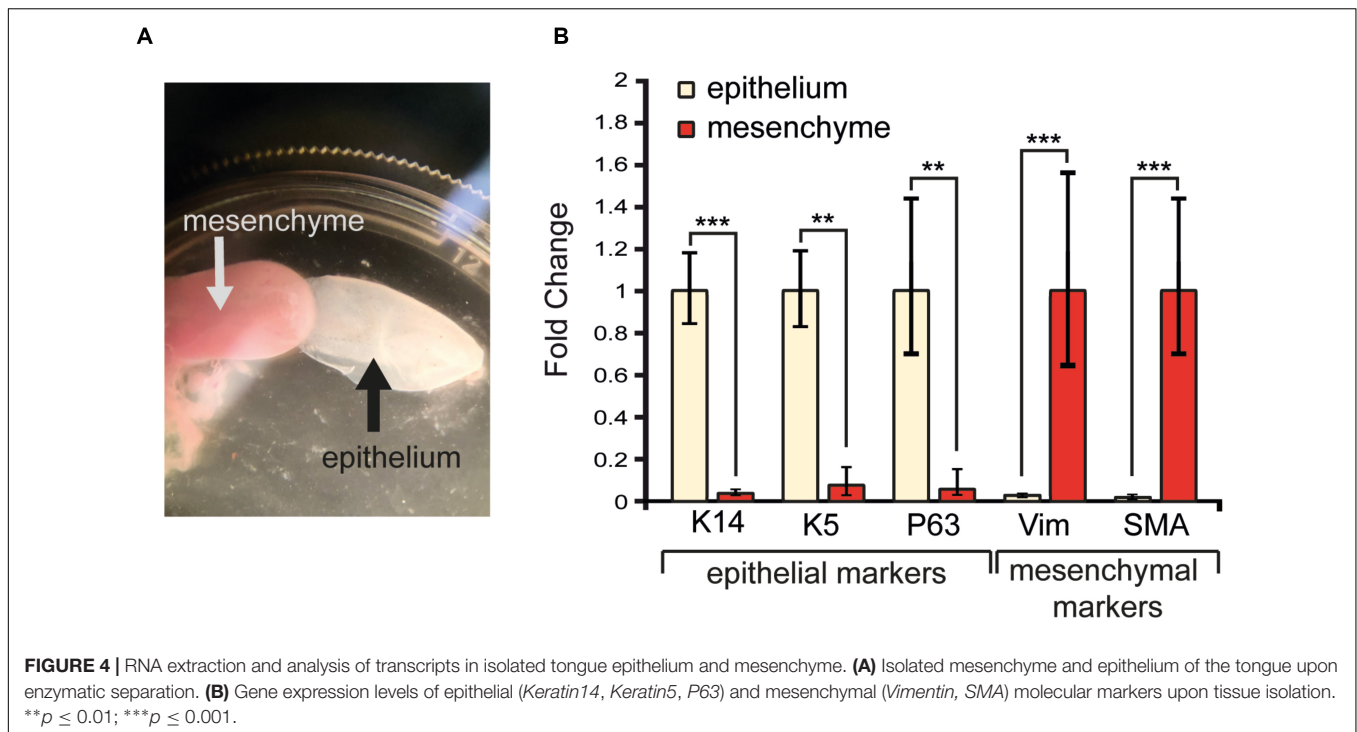 A
B
mesenchyme
12
epithelium
Fold Change
2
1.8
1.6
1.4
1.2
1
0.8
0.6
0.4
0.2
0
epithelium
mesenchyme
***
**
**
***
***
K14 K5 P63 Vim SMA
epithelial markers
mesenchymal
markers
FIGURE 4 | RNA extraction and analysis of transcripts in isolated tongue epithelium and mesenchyme. (A) Isolated mesenchyme and epithelium of the tongue upon
enzymatic separation. (B) Gene expression levels of epithelial (Keratin14, Keratin5, P63) and mesenchymal (Vimentin, SMA) molecular markers upon tissue isolation.
**p ≤ 0.01; ***p ≤ 0.001.